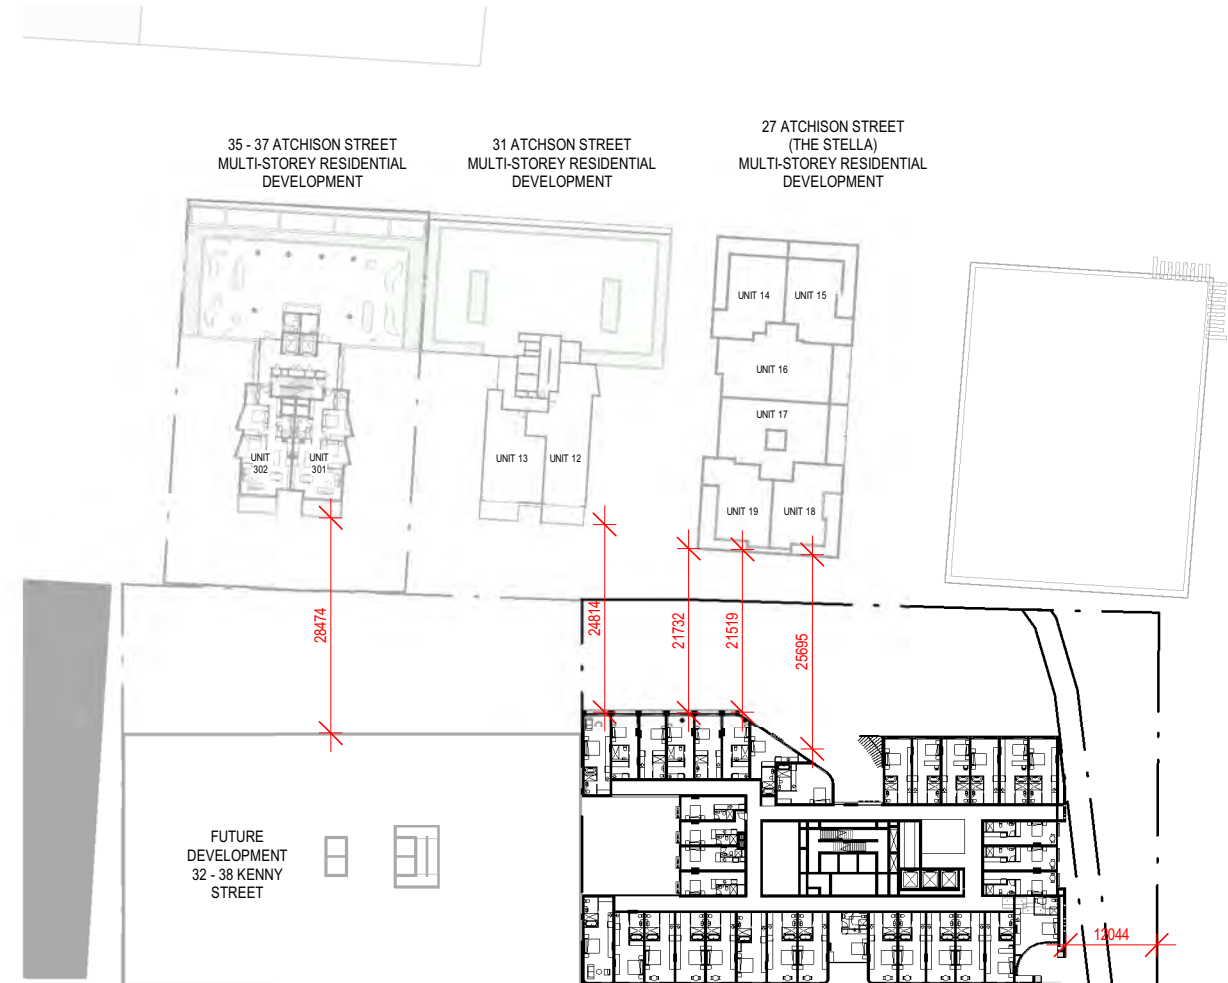 35 - 37 ATCHISON STREET
MULTI-STOREY RESIDENTIAL
DEVELOPMENT
31 ATCHSON STREET
MULTI-STOREY RESIDENTIAL
DEVELOPMENT
27 ATCHISON STREET
(THE STELLA)
MULTI-STOREY RESIDENTIAL
DEVELOPMENT
UNIT 14
UNIT 15
UNIT 16
UNIT 17
UNIT
302
UNIT
301
UNIT 13
UNIT 12
UNIT 19
UNIT 18
28474
24814
21732
21519
25695
FUTURE
DEVELOPMENT
32 - 38 KENNY
STREET
12044